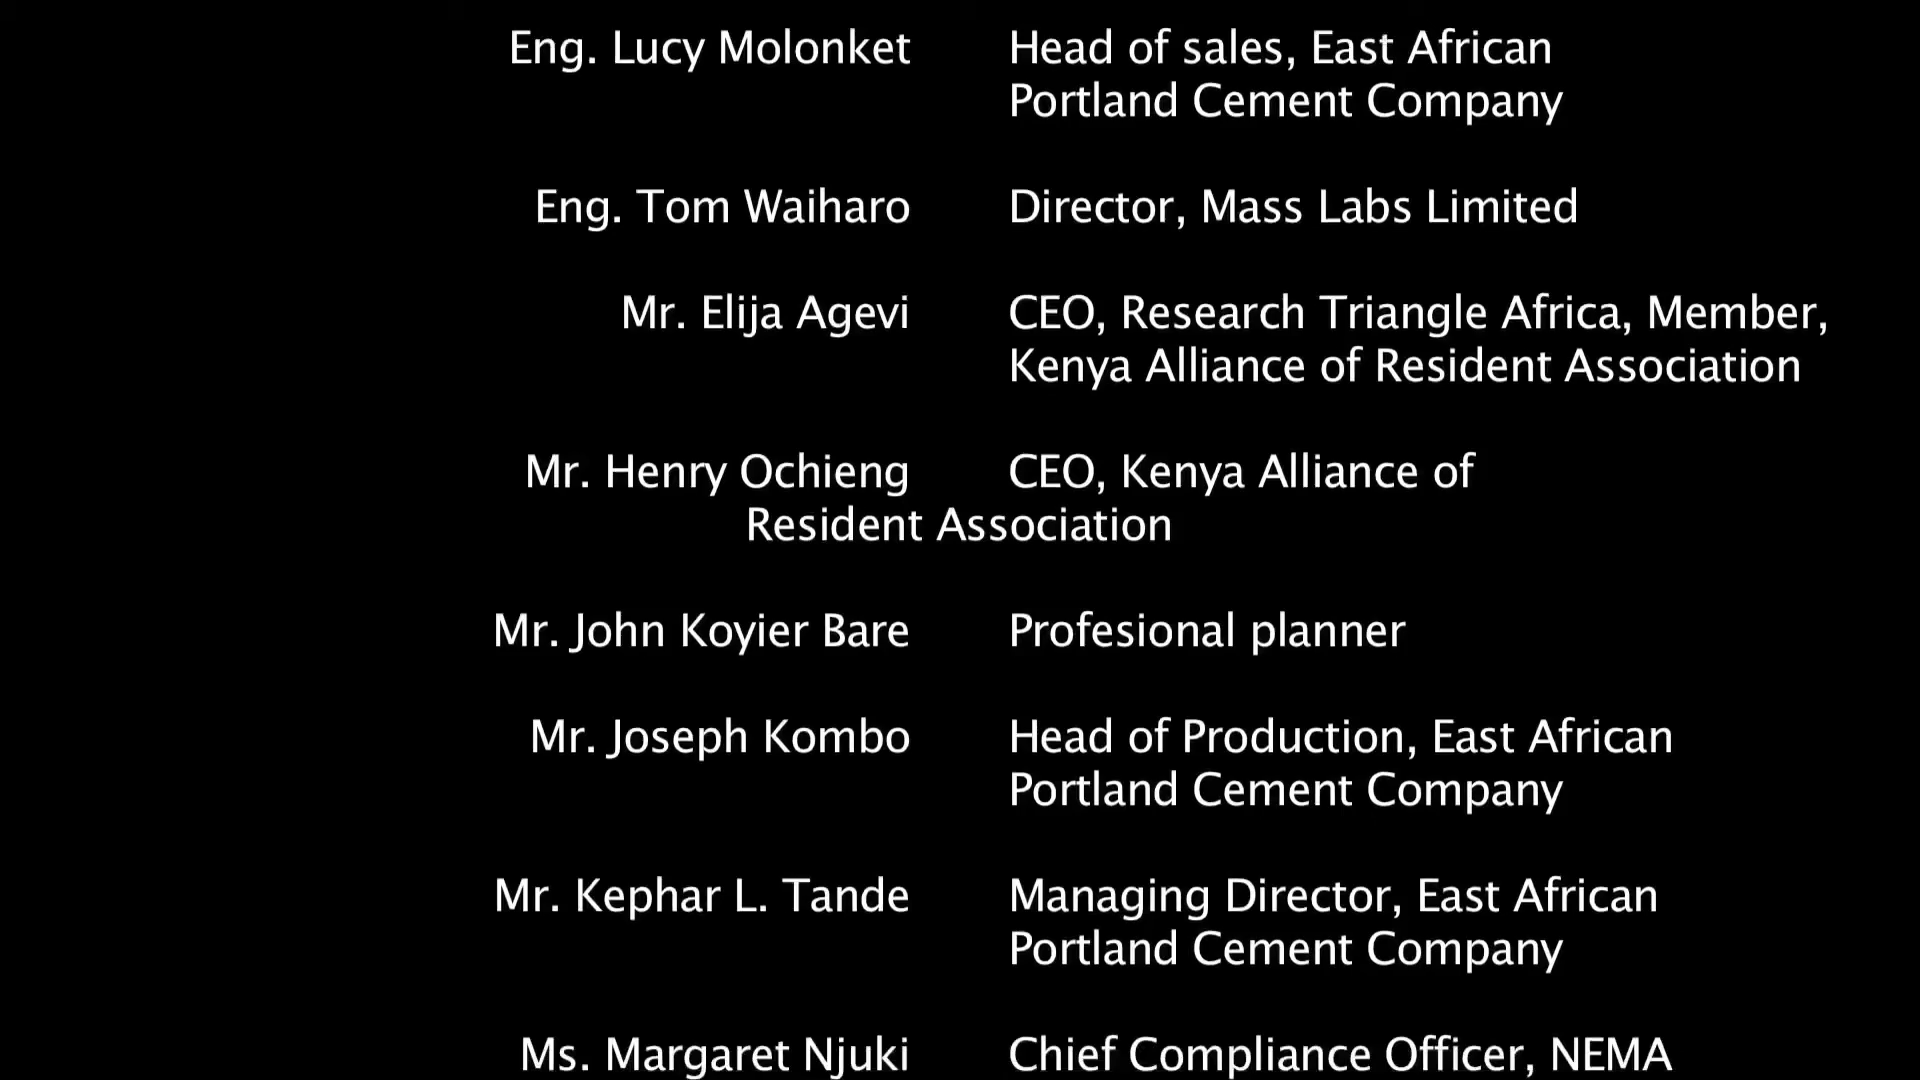 Eng. Lucy Molonket Head of sales, East African
Portland Cement Company
Eng. Tom Waiharo Director, Mass Labs Limited
Mr. Elija Agevi CEO, Research Triangle Africa, Member,
Kenya Alliance of Resident Association
Mr. Henry Ochieng CEO, Kenya Alliance of
Resident Association
Mr. John Koyier Bare Profesional planner
Mr. Joseph Kombo Head of Production, East African
Portland Cement Company
Mr. Kephar L. Tande Managing Director, East African
Portland Cement Company
Ms. Margaret Njuki Chief Compliance Officer, NEMA